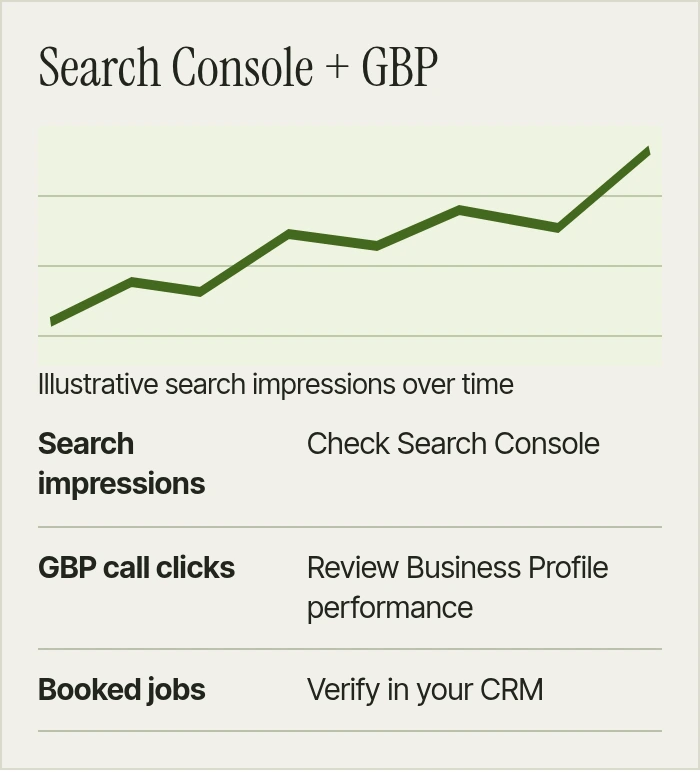 Search Console + GBP
Illustrative search impressions over time
Search
impressions
Check Search Console
GBP call clicks
Review Business Profile
performance
Booked jobs
Verify in your CRM